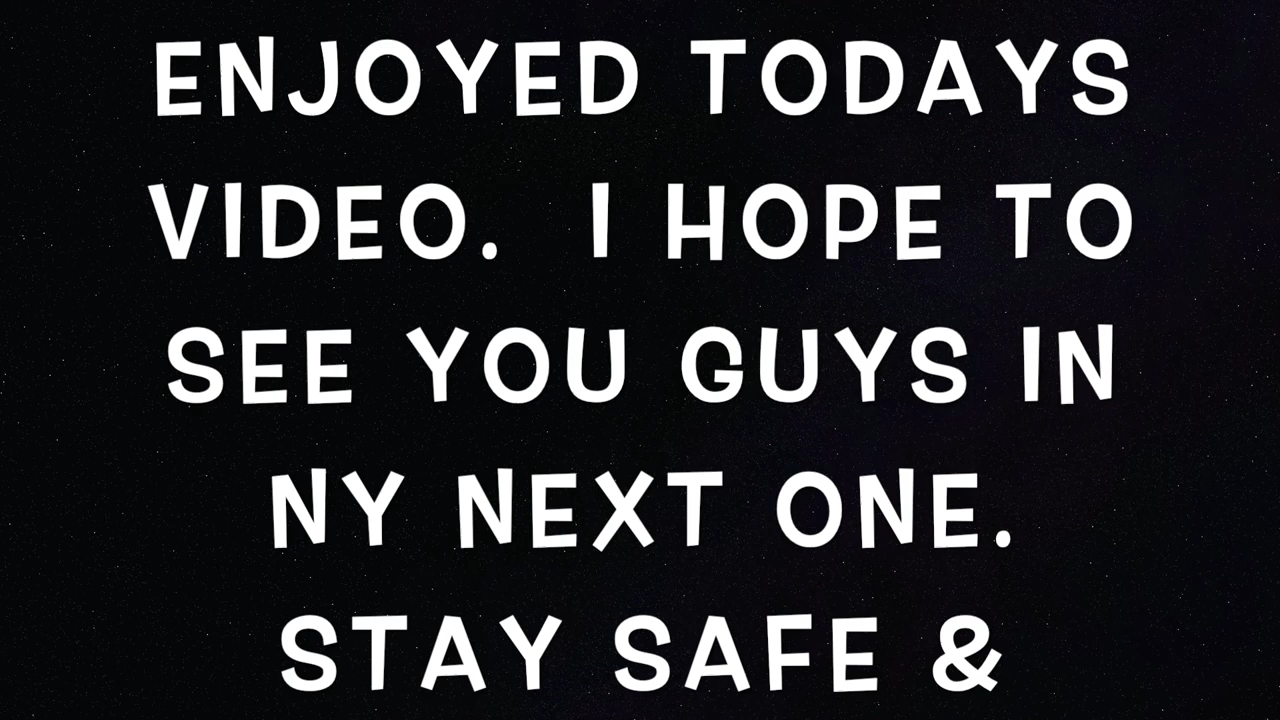 ENJOYED TODAYS
VIDEO. I HOPE TO
SEE YOU GUYS IN
NY NEXT ONE.
STAY SAFE &